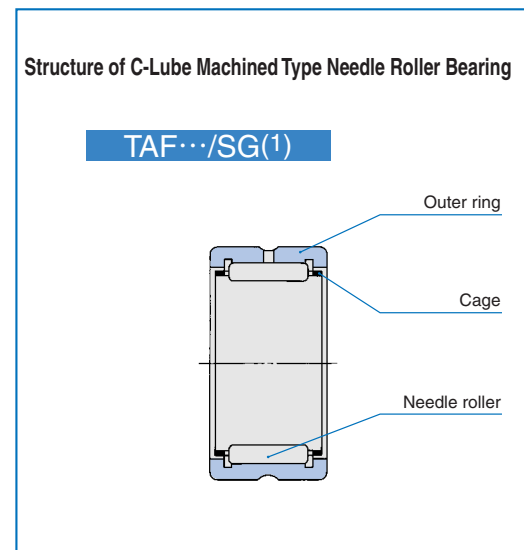 Structure of C-Lube Machined Type Needle Roller Bearing
TAF···/SG(1)
Outer ring
Cage
Needle roller